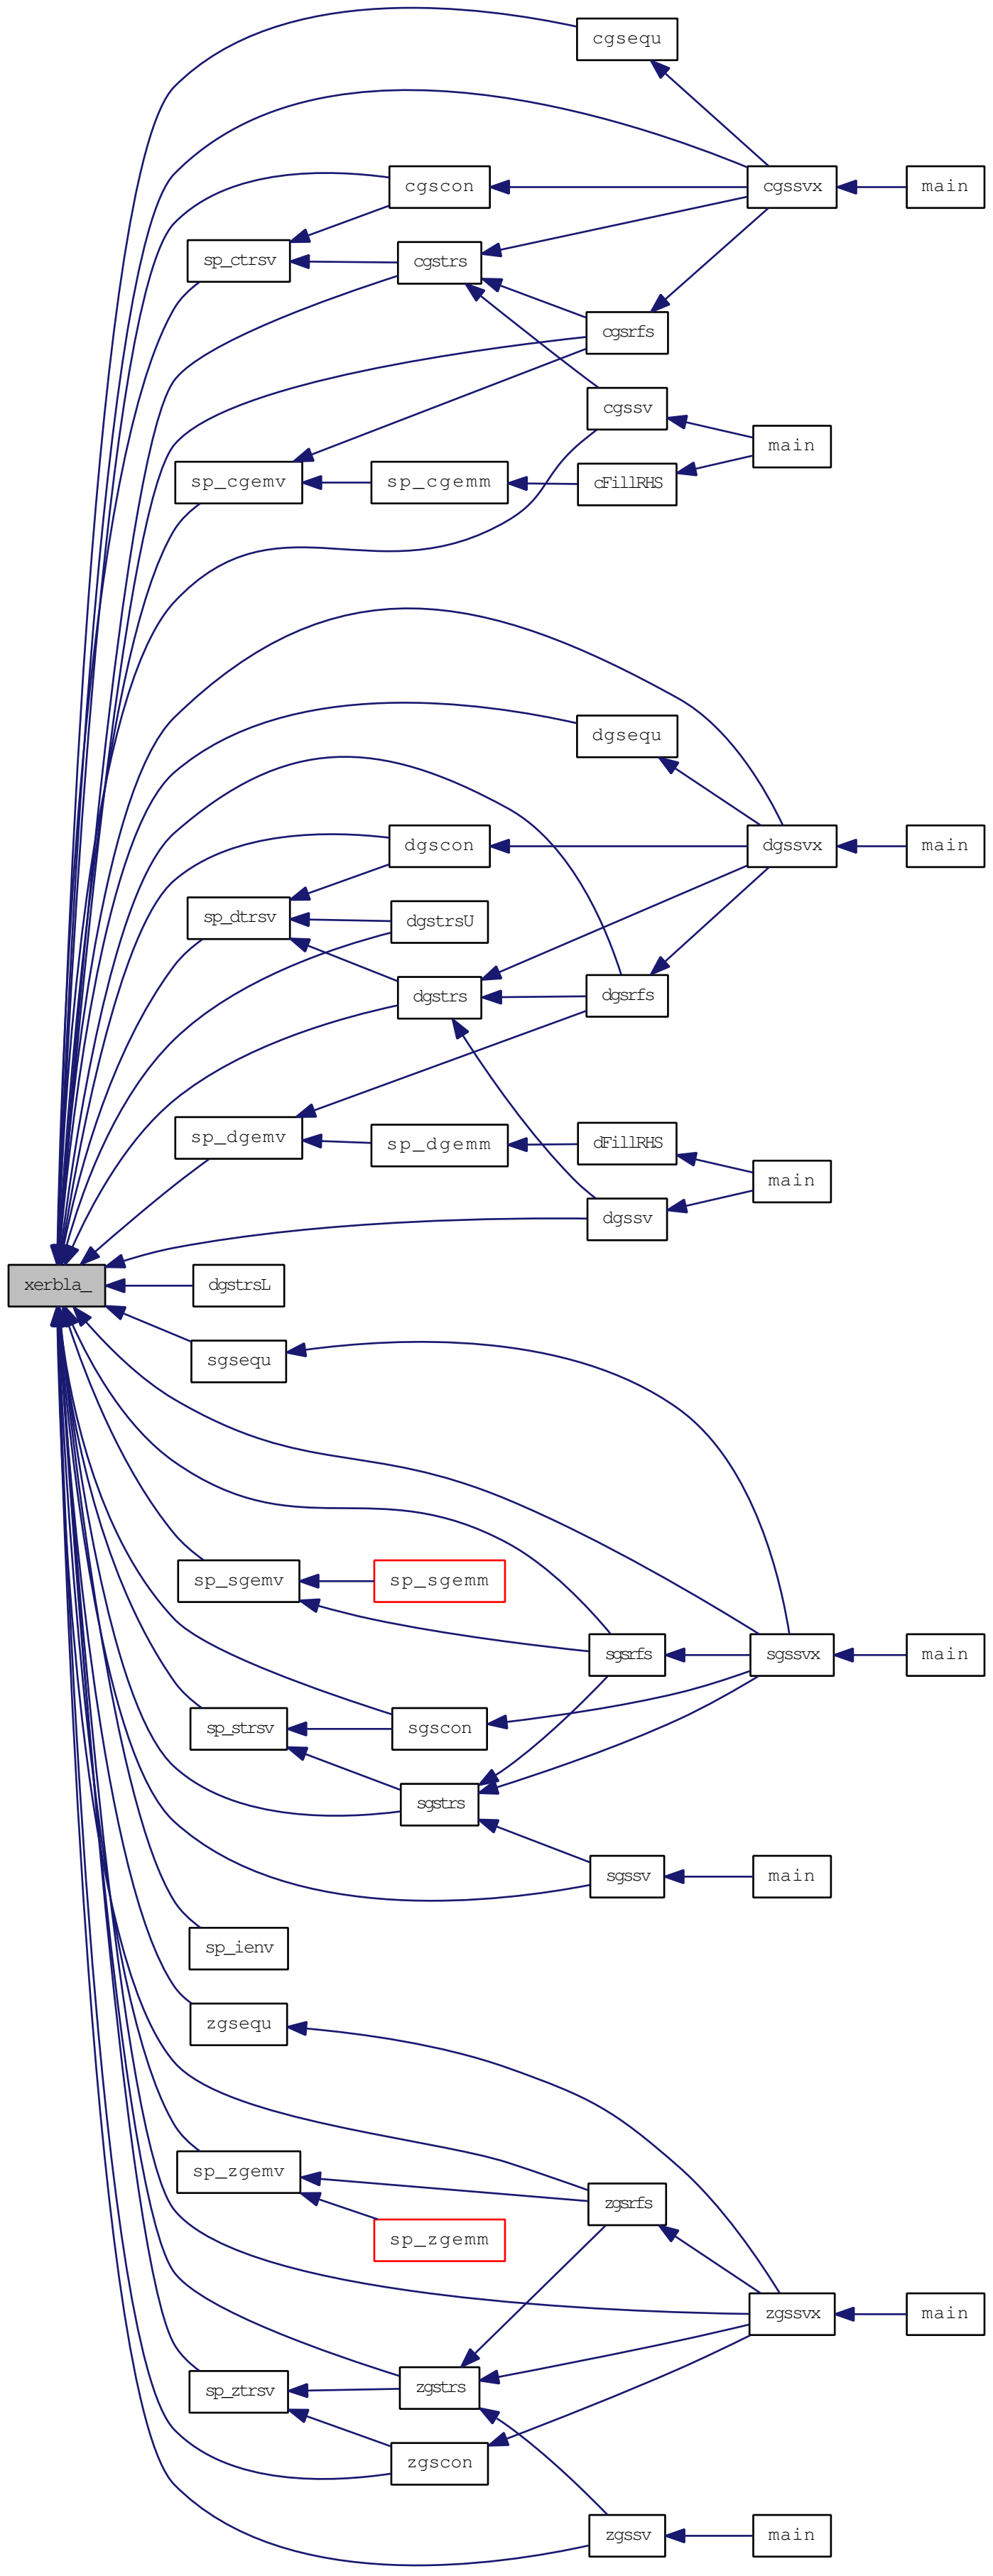 cgsequ
cgscon
cgssvx
main
sp_ctrsv
cgstrs
cgsrfs
cgssv
main
sp_cgemv
sp_cgemm
cFillRHS
dgsequ
dgscon
dgssvx
main
sp_dtrsv
dgstrsU
dgstrs
dgsrfs
sp_dgemv
sp_dgemm
dFillRHS
main
dgssv
xerbla_
dgstrsL
sgsequ
sp_sgemv
sp_sgemm
sgsrfs
sgssvx
main
sp_strsv
sgscon
sgstrs
sgssv
main
sp_ienv
zgsequ
sp_zgemv
zgsrfs
sp_zgemm
zgssvx
main
sp_ztrsv
zgstrs
zgscon
zgssv
main